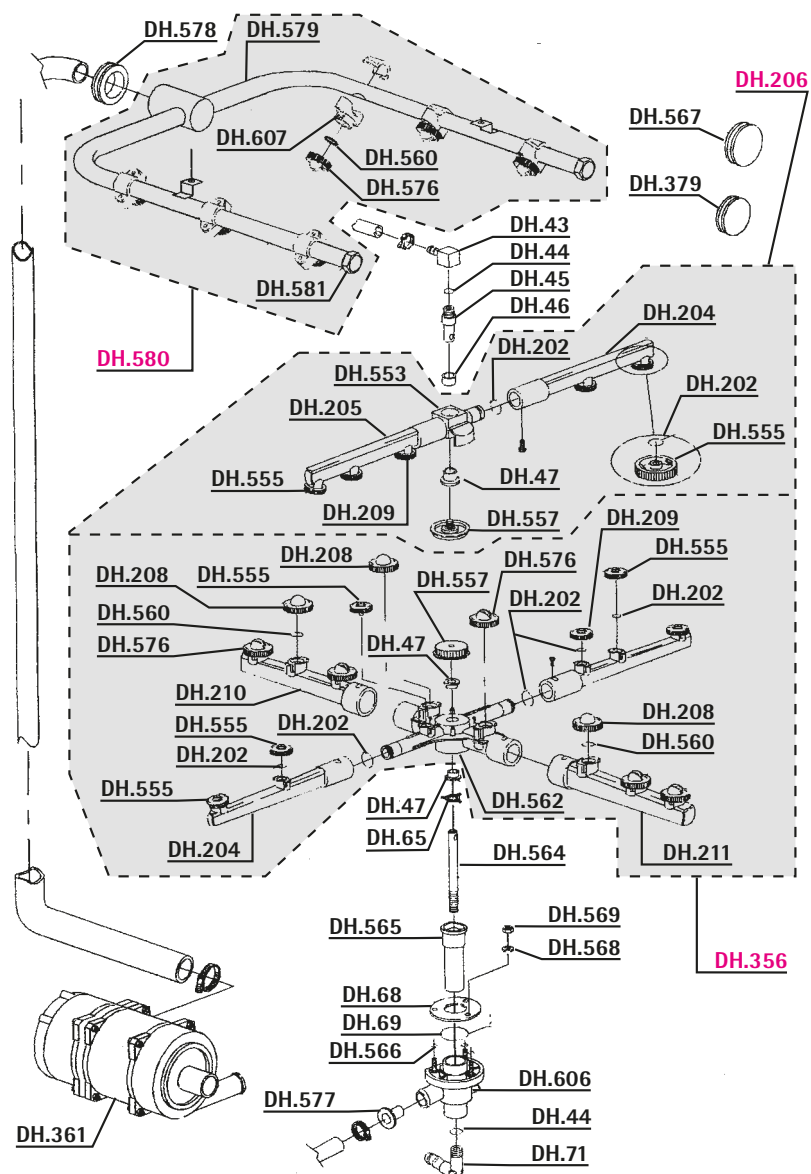 DH.578 DH.579
DH.206
DH.567
DH.607
DH.560
DH.576
DH.379
DH.43
DH.44
DH.45
DH.581
DH.46
DH.204
DH.580
DH.202
DH.553
DH.205
DH.202
DH.555
DH.555
DH.47
DH.209
DH.557
DH.209
DH.208
DH.555
DH.208
DH.555
DH.557
DH.576
DH.560
DH.202
DH.202
DH.576
DH.47
DH.210
DH.555
DH.202
DH.208
DH.202
DH.560
DH.555
DH.47
DH.562
DH.65
DH.204
DH.564
DH.211
DH.569
DH.565
DH.568
DH.356
DH.68
DH.69
DH.566
DH.606
DH.577
DH.44
DH.361
DH.71